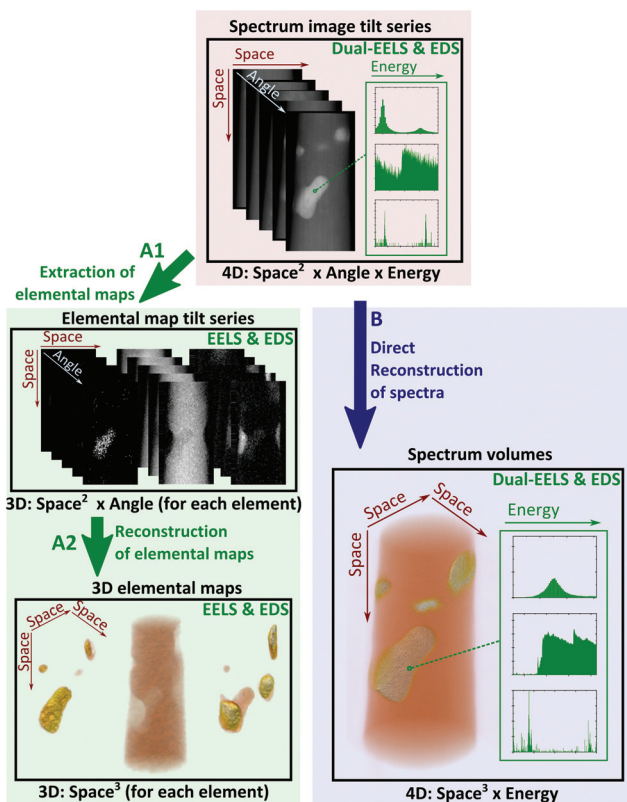 Spectrum image tilt series
Dual-EELS & EDS
Space
Energy
Space
Angle
4D: Space² x Angle x Energy
A1
Extraction of
elemental maps
B
Direct
Reconstruction
of spectra
Elemental map tilt series
EELS & EDS
Space
Space
Angle
3D: Space² x Angle (for each element)
A2
Reconstruction
of elemental maps
3D elemental maps
EELS & EDS
Space
Space
Space
3D: Space³ (for each element)
Spectrum volumes
Dual-EELS & EDS
Space
Space
Space
Energy
4D: Space³ x Energy